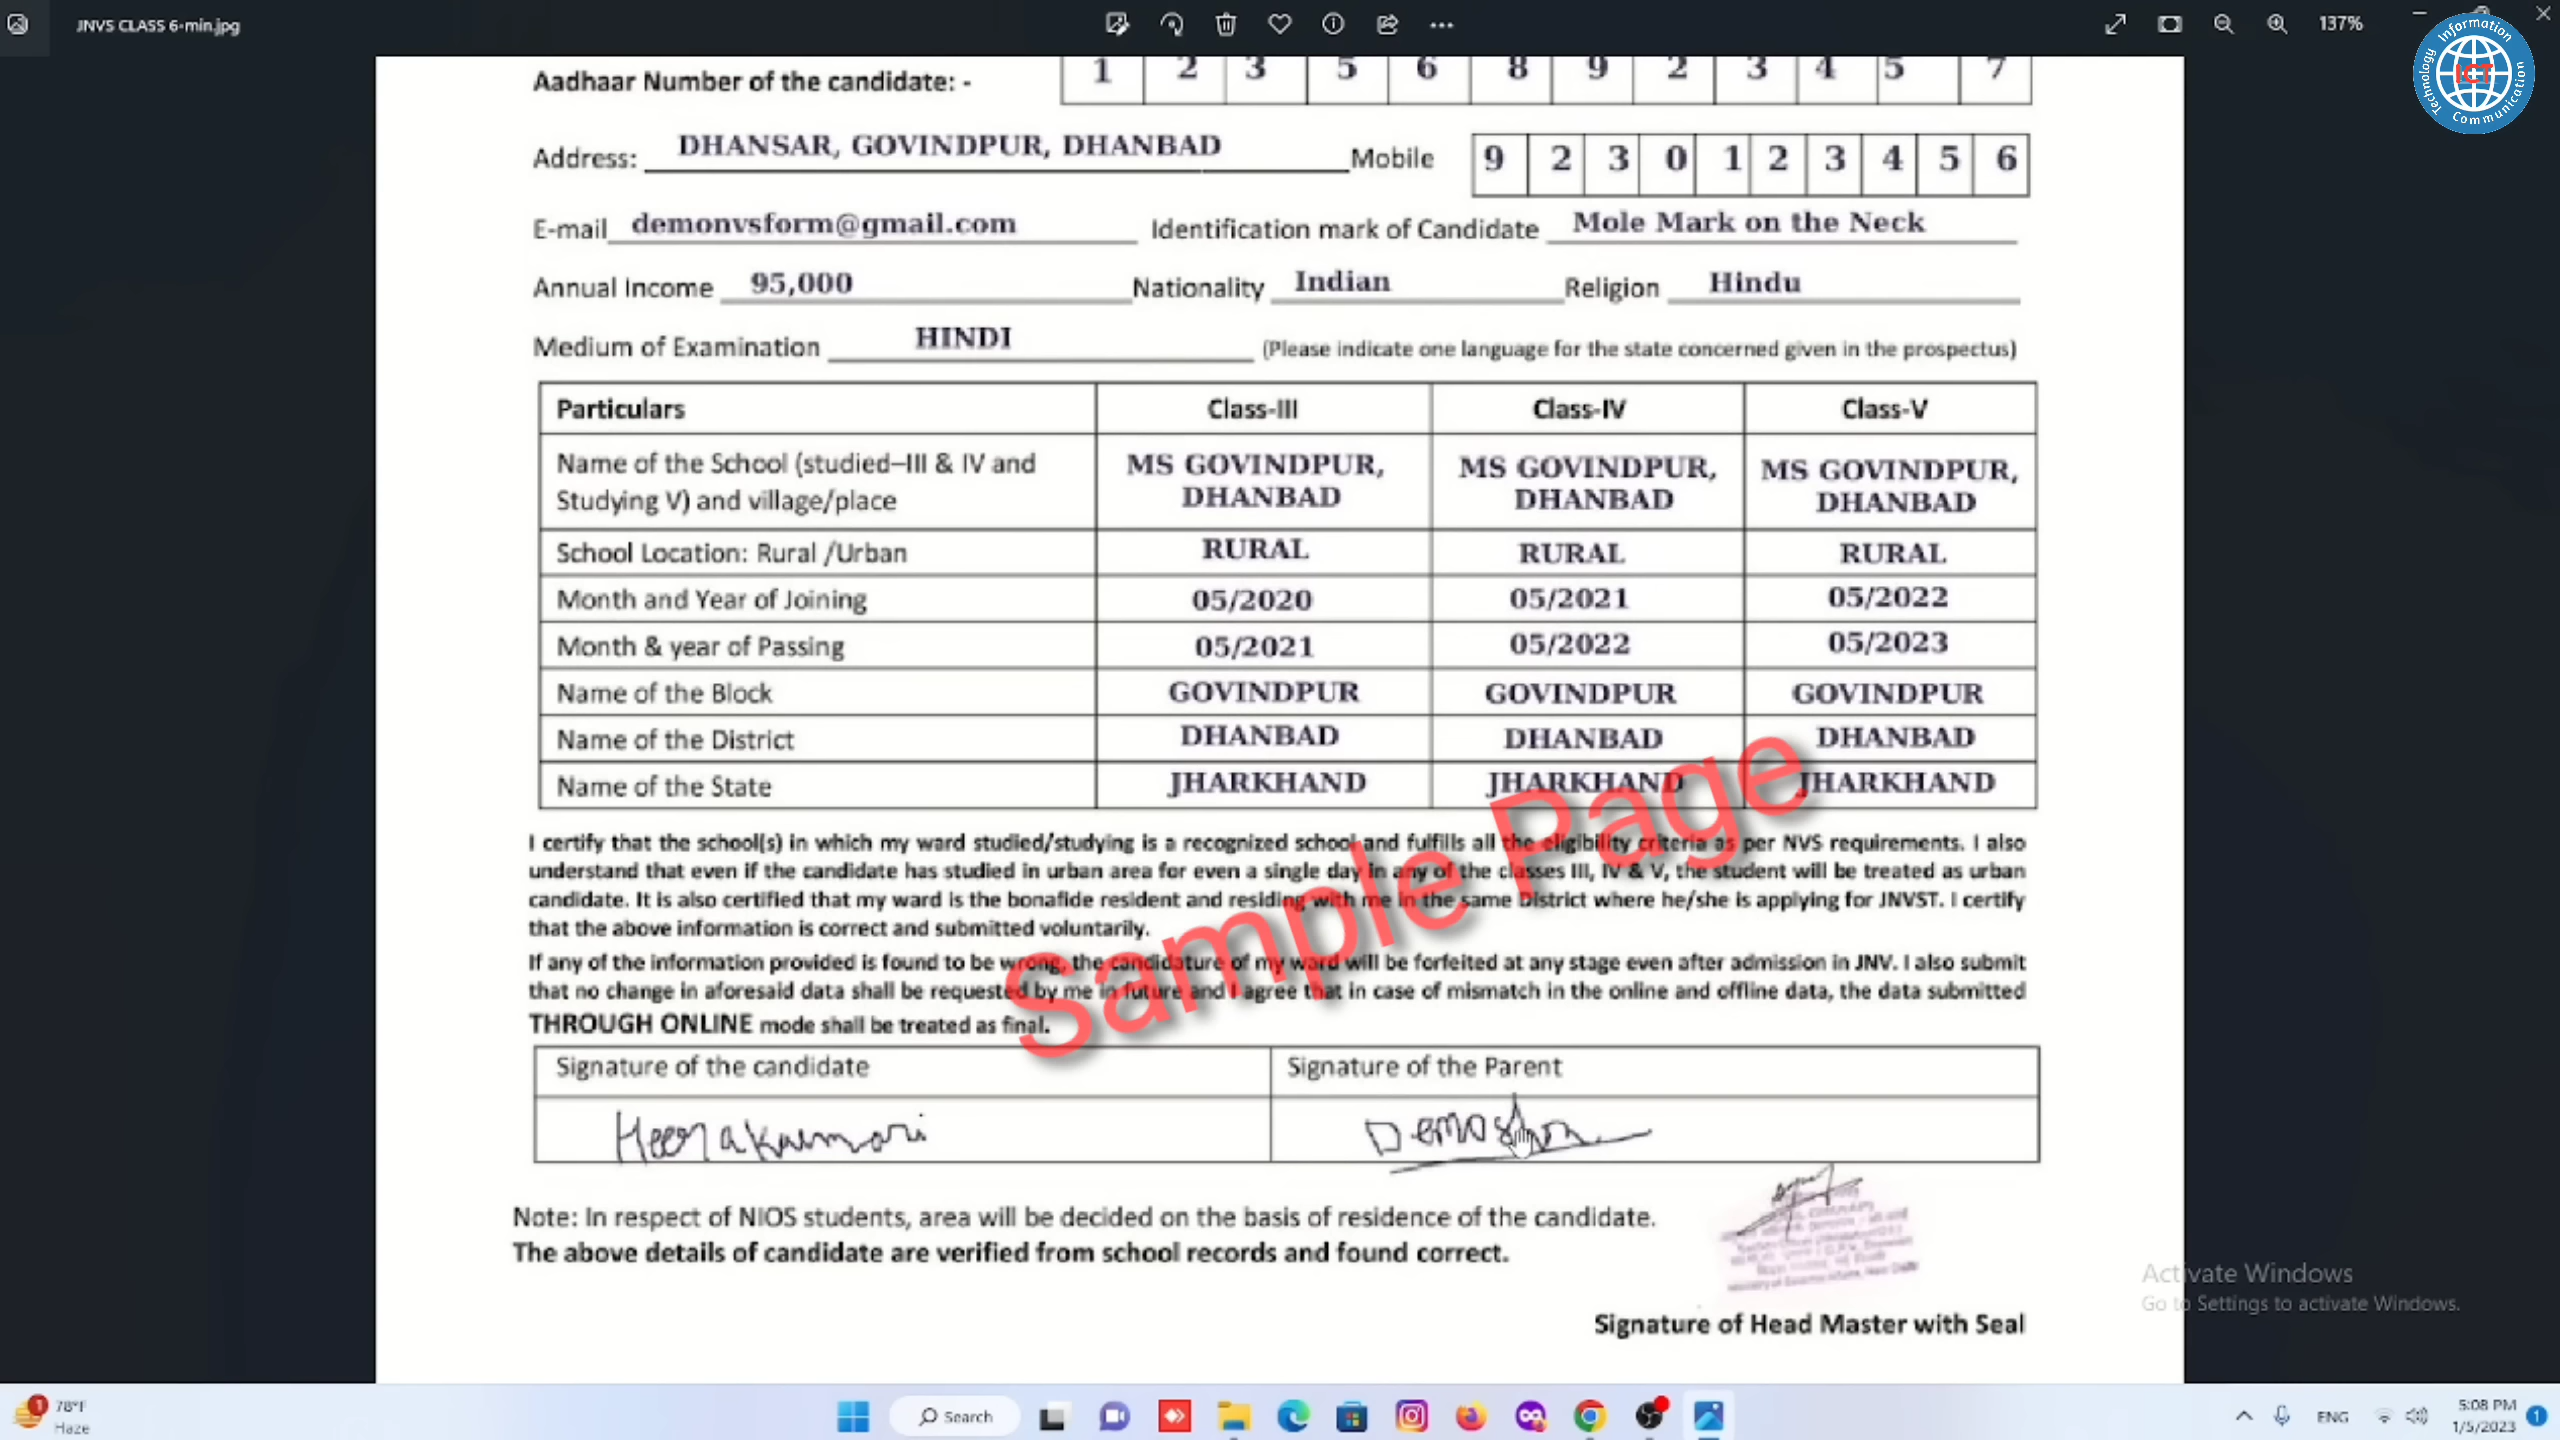 JNVS CLASS 6-min.jpg
137%
Information
Communication
Technology
ICT
Aadhaar Number of the candidate: - 1 2 3 5 6 8 9 2 3 4 5 7
Address: DHANSAR, GOVINDPUR, DHANBAD Mobile 9 2 3 0 1 2 3 4 5 6
E-mail demonvsform@gmail.com Identification mark of Candidate Mole Mark on the Neck
Annual Income 95,000 Nationality Indian Religion Hindu
Medium of Examination HINDI (Please indicate one language for the state concerned given in the prospectus)
Particulars Class-III Class-IV Class-V
Name of the School (studied–III & IV and MS GOVINDPUR, MS GOVINDPUR, MS GOVINDPUR,
Studying V) and village/place DHANBAD DHANBAD DHANBAD
School Location: Rural /Urban RURAL RURAL RURAL
Month and Year of Joining 05/2020 05/2021 05/2022
Month & year of Passing 05/2021 05/2022 05/2023
Name of the Block GOVINDPUR GOVINDPUR GOVINDPUR
Name of the District DHANBAD DHANBAD DHANBAD
Name of the State JHARKHAND JHARKHAND JHARKHAND
I certify that the school(s) in which my ward studied/studying is a recognized school and fulfills all the eligibility criteria as per NVS requirements. I also
understand that even if the candidate has studied in urban area for even a single day in any of the classes III, IV & V, the student will be treated as urban
candidate. It is also certified that my ward is the bonafide resident and residing with me in the same District where he/she is applying for JNVST. I certify
that the above information is correct and submitted voluntarily.
If any of the information provided is found to be wrong, the candidature of my ward will be forfeited at any stage even after admission in JNV. I also submit
that no change in aforesaid data shall be requested by me in future and I agree that in case of mismatch in the online and offline data, the data submitted
THROUGH ONLINE mode shall be treated as final.
Sample Page
Signature of the candidate Signature of the Parent
Heera Kumari
Note: In respect of NIOS students, area will be decided on the basis of residence of the candidate.
The above details of candidate are verified from school records and found correct.
Signature of Head Master with Seal
Activate Windows
Go to Settings to activate Windows.
1
78°F
Haze
Search
ENG
5:08 PM
1/5/2023
1